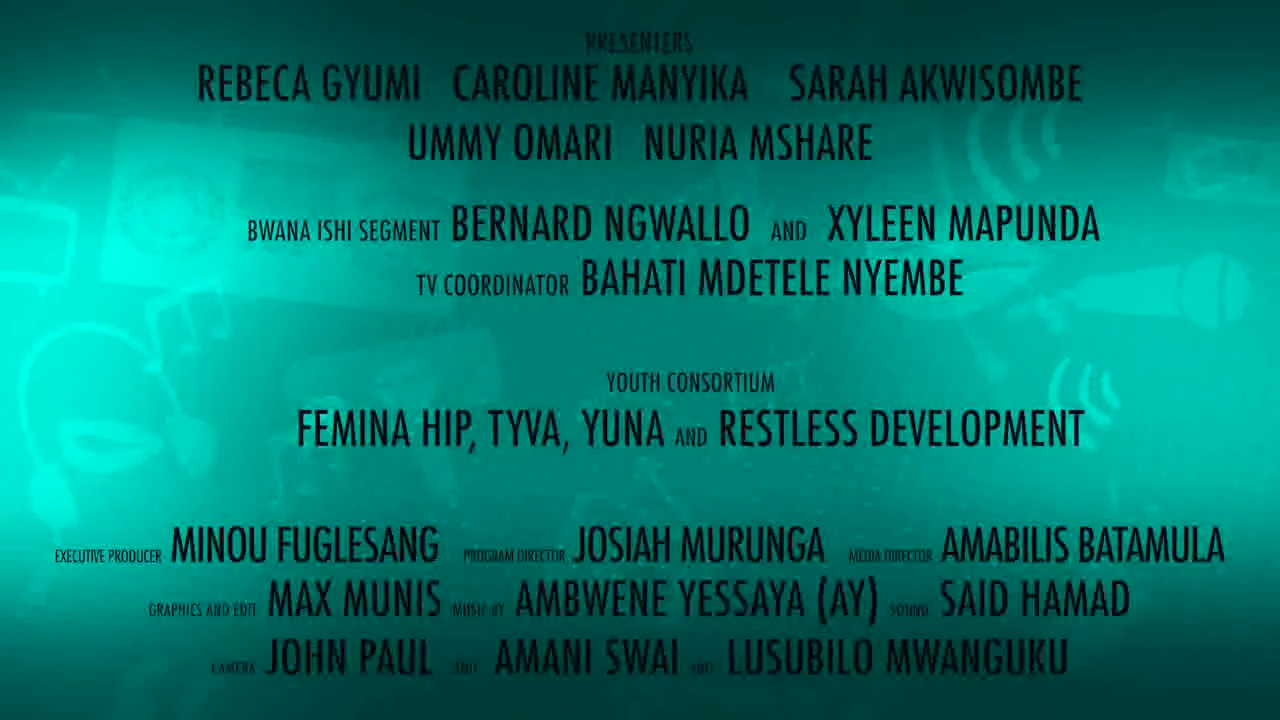 PRESENTERS
REBECA GYUMI CAROLINE MANYIKA SARAH AKWISOMBE
UMMY OMARI NURIA MSHARE
BWANA ISHI SEGMENT BERNARD NGWALLO AND XYLEEN MAPUNDA
TV COORDINATOR BAHATI MDETELE NYEMBE
YOUTH CONSORTIUM
FEMINA HIP, TYVA, YUNA AND RESTLESS DEVELOPMENT
EXECUTIVE PRODUCER MINOU FUGLESANG PROGRAM DIRECTOR JOSIAH MURUNGA MEDIA DIRECTOR AMABILIS BATAMULA
GRAPHICS AND EDIT MAX MUNIS MUSIC BY AMBWENE YESSAYA (AY) SOUND SAID HAMAD
CAMERA JOHN PAUL AND AMANI SWAI AND LUSUBILO MWANGUKU